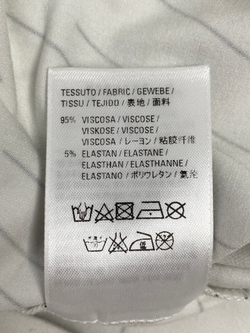 TESSUTO / FABRIC / GEWEBE /
TISSU / TEJIDO / 表地 / 面料
95% VISCOSA / VISCOSE /
VISKOSE / VISCOSE /
VISCOSA / レーヨン / 粘胶纤维
5% ELASTAN / ELASTANE /
ELASTHAN / ELASTHANNE /
ELASTANO / ポリウレタン / 氨纶